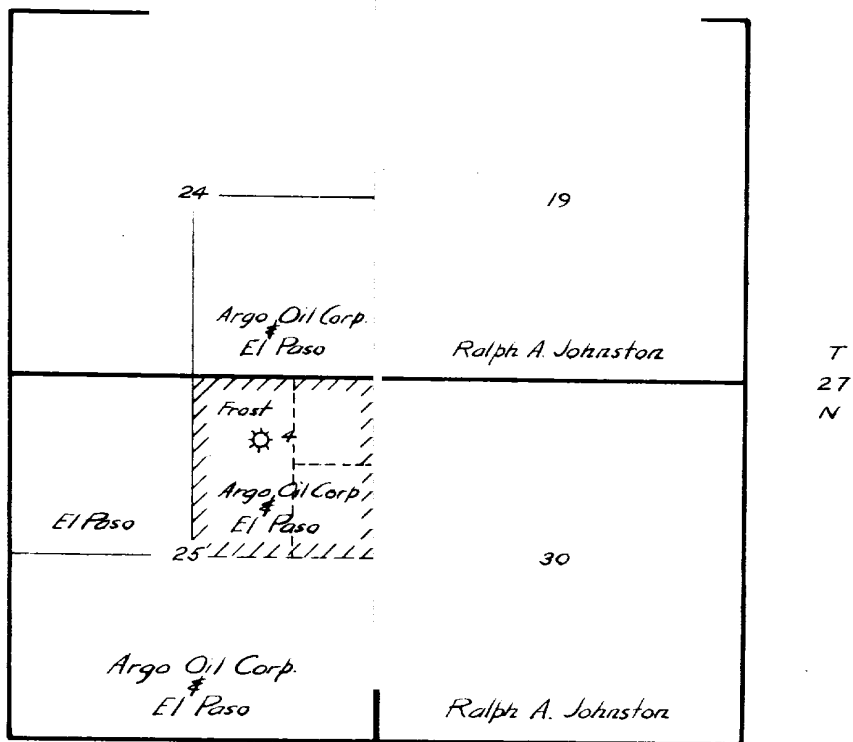 24
19
Argo Oil Corp.
&
El Paso
Ralph A. Johnston
T
27
N
Frost
4
Argo Oil Corp.
&
El Paso
El Paso
25
30
Argo Oil Corp.
&
El Paso
Ralph A. Johnston